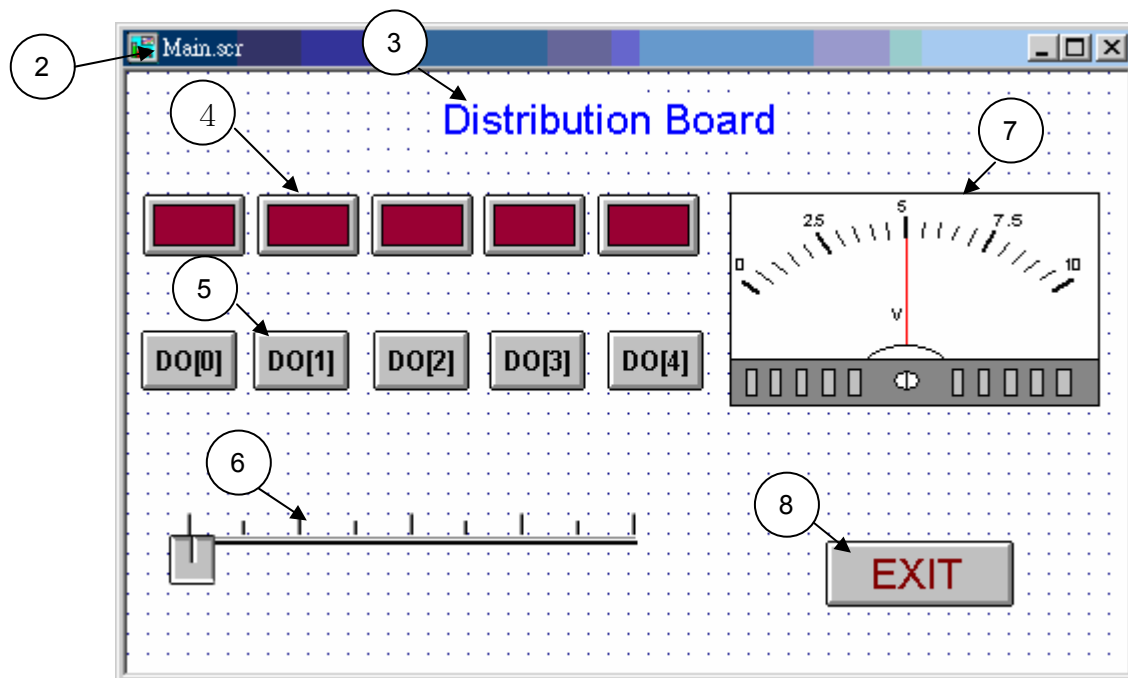 2
Main.scr
3
Distribution Board
4
7
0
2.5
5
7.5
10
V
5
DO[0]
DO[1]
DO[2]
DO[3]
DO[4]
6
8
EXIT